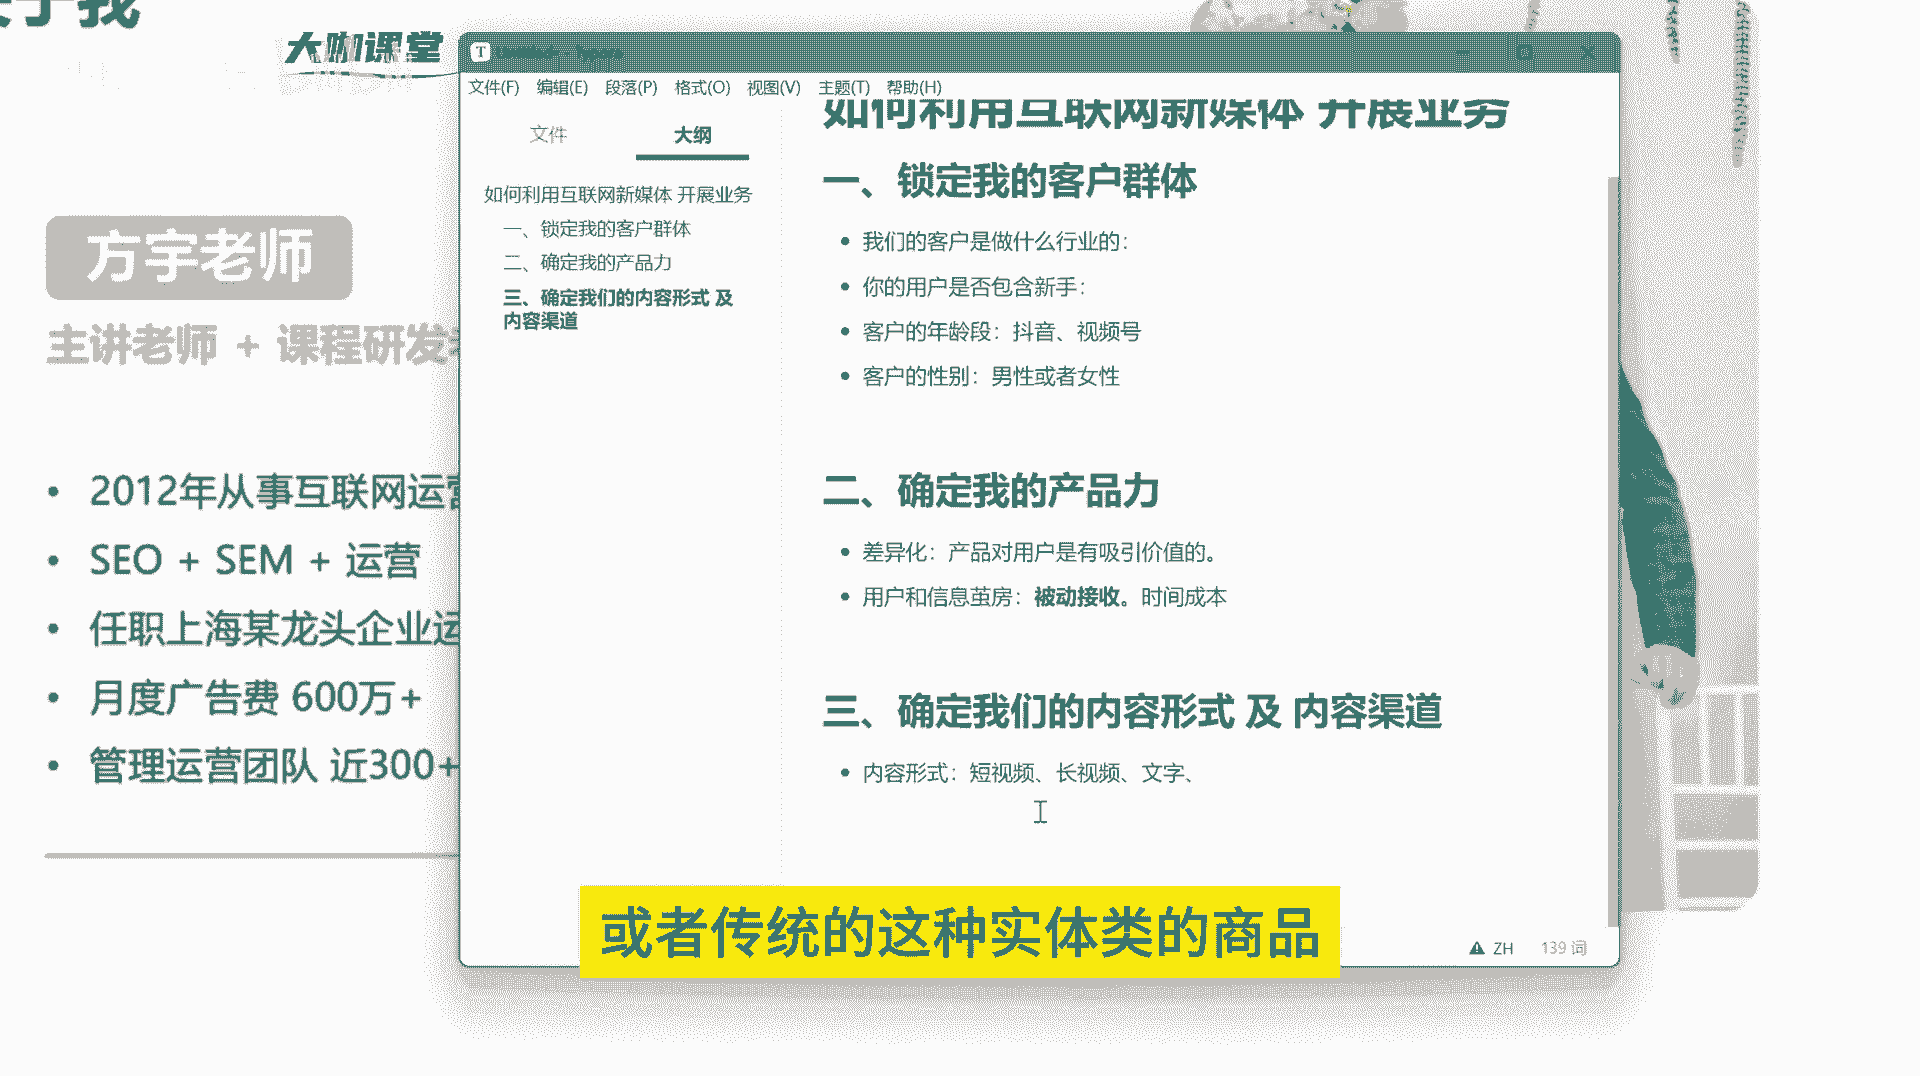 大咖课堂
方宇老师
主讲老师 + 课程研发
2012年从事互联网运营
SEO + SEM + 运营
任职上海某龙头企业运
月度广告费 600万+
管理运营团队 近300+
文件(F) 编辑(E) 段落(P) 格式(O) 视图(V) 主题(T) 帮助(H)
文件 大纲
如何利用互联网新媒体 开展业务
一、锁定我的客户群体
二、确定我的产品力
三、确定我们的内容形式 及
内容渠道
如何利用互联网新媒体 开展业务
一、锁定我的客户群体
我们的客户是做什么行业的：
你的用户是否包含新手：
客户的年龄段：抖音、视频号
客户的性别：男性或者女性
二、确定我的产品力
差异化：产品对用户是有吸引价值的。
用户和信息茧房：被动接收。时间成本
三、确定我们的内容形式 及 内容渠道
内容形式：短视频、长视频、文字、
或者传统的这种实体类的商品
ZH 139 词